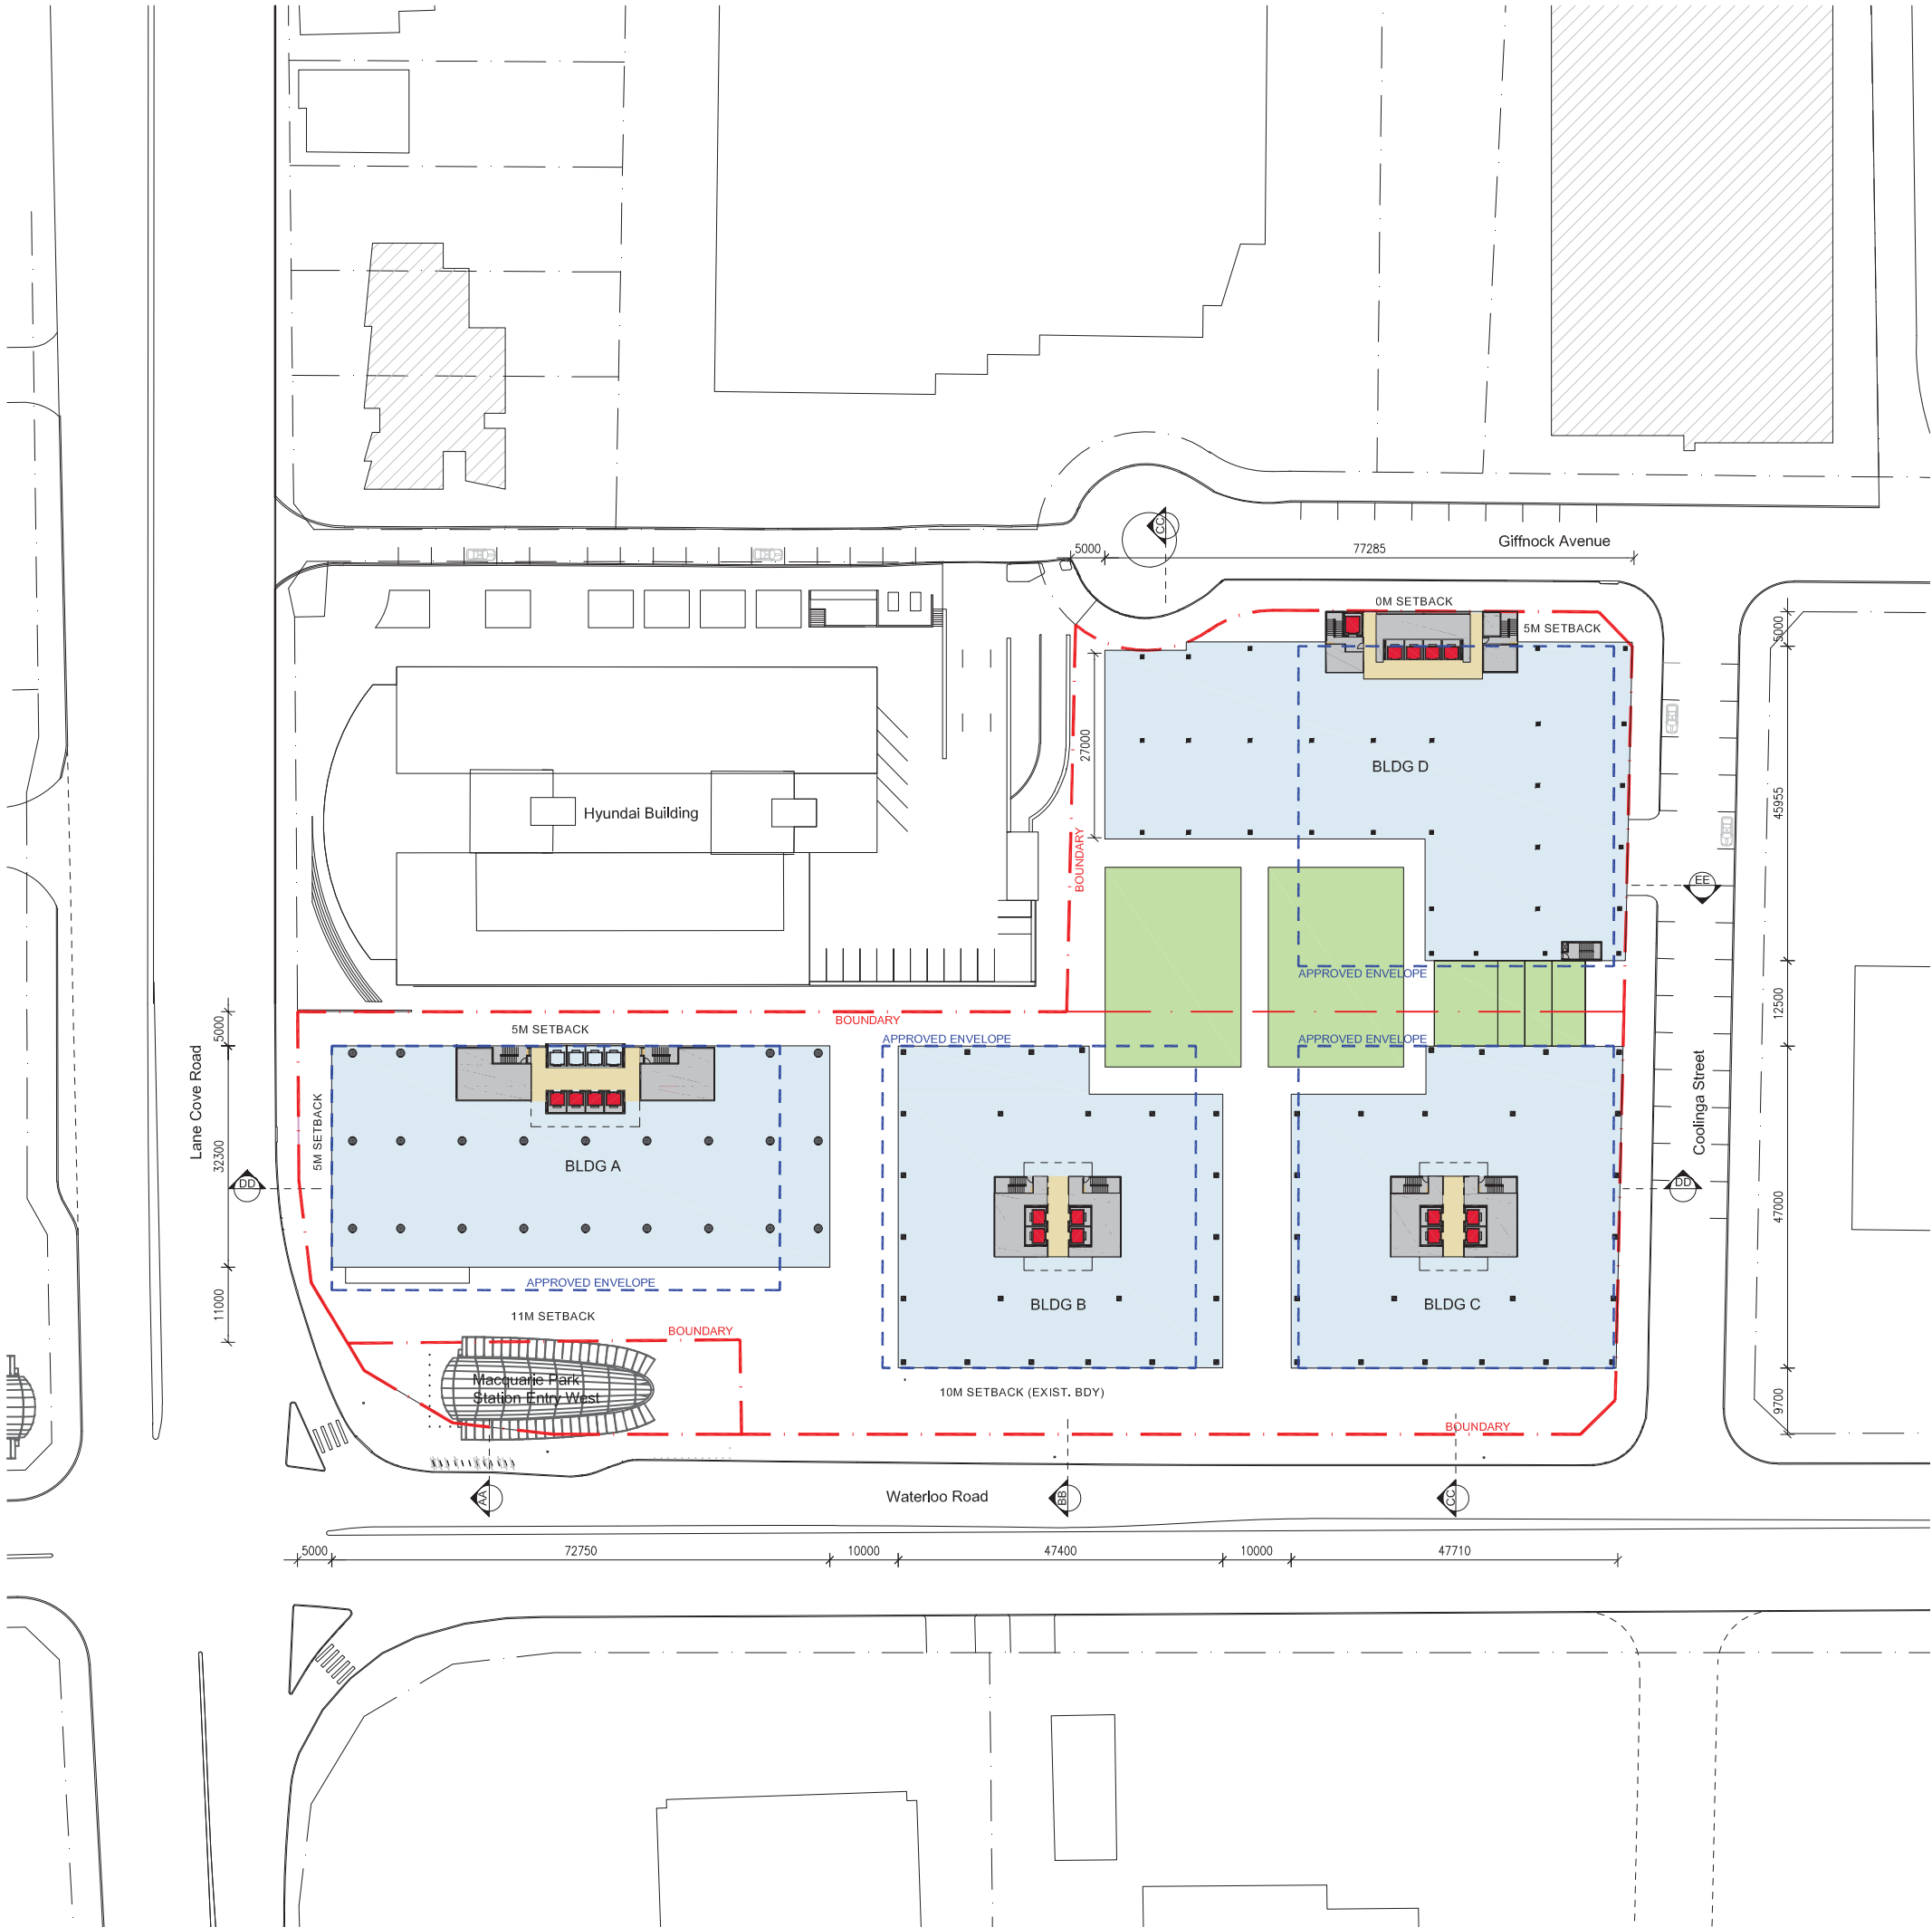 CC
Giffnock Avenue
5000
77285
0M SETBACK
5M SETBACK
5000
27000
BLDG D
45955
Hyundai Building
BOUNDARY
EE
APPROVED ENVELOPE
12500
5000
BOUNDARY
5M SETBACK
APPROVED ENVELOPE
APPROVED ENVELOPE
Lane Cove Road
5M SETBACK
32300
BLDG A
Coolinga Street
DD
DD
47000
11000
APPROVED ENVELOPE
BLDG B
BLDG C
11M SETBACK
BOUNDARY
Macquarie Park
Station Entry West
10M SETBACK (EXIST. BDY)
9700
BOUNDARY
AA
Waterloo Road
BB
CC
5000
72750
10000
47400
10000
47710